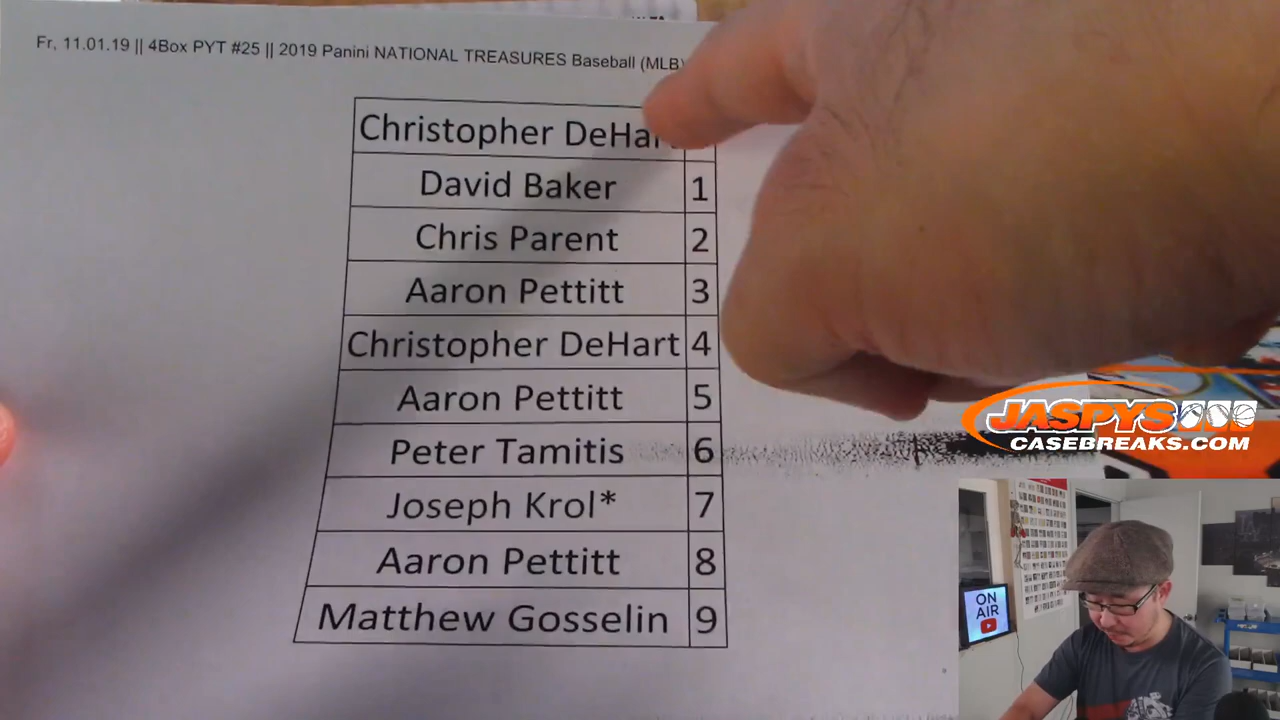 Fr, 11.01.19 || 4Box PYT #25 || 2019 Panini NATIONAL TREASURES Baseball (MLB)
Christopher DeHart
David Baker 1
Chris Parent 2
Aaron Pettitt 3
Christopher DeHart 4
Aaron Pettitt 5
Peter Tamitis 6
Joseph Krol* 7
Aaron Pettitt 8
Matthew Gosselin 9
JASPYS
CASEBREAKS.COM
ON
AIR